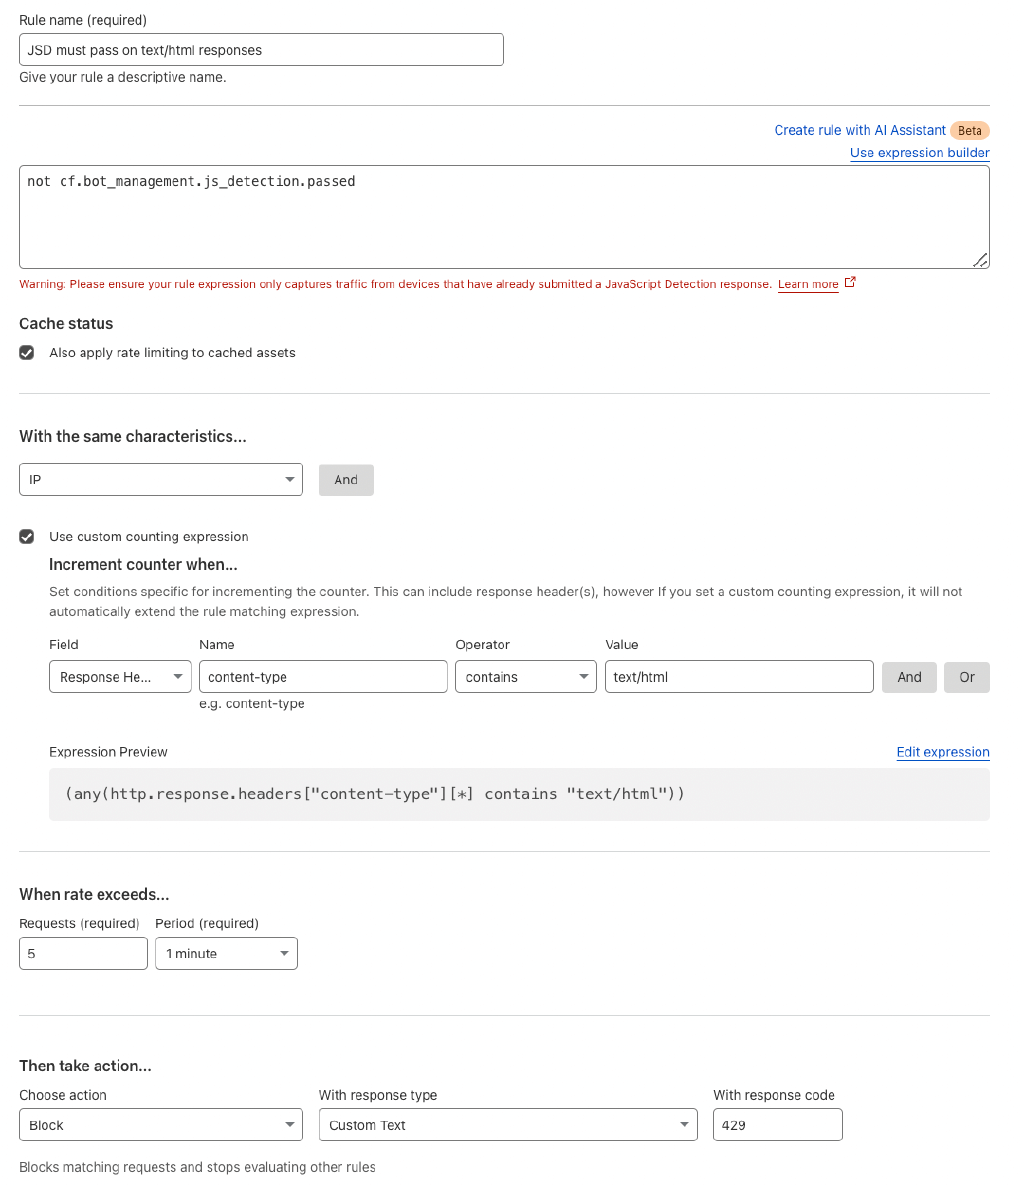 Rule name (required)
JSD must pass on text/html responses
Give your rule a descriptive name.
Create rule with AI Assistant Beta
Use expression builder
not cf.bot_management.js_detection.passed
Warning: Please ensure your rule expression only captures traffic from devices that have already submitted a JavaScript Detection response. Learn more
Cache status
Also apply rate limiting to cached assets
With the same characteristics...
IP And
Use custom counting expression
Increment counter when...
Set conditions specific for incrementing the counter. This can include response header(s), however If you set a custom counting expression, it will not
automatically extend the rule matching expression.
Field Name Operator Value
Response He... content-type contains text/html And Or
e.g. content-type
Expression Preview Edit expression
(any(http.response.headers["content-type"][*] contains "text/html"))
When rate exceeds...
Requests (required) Period (required)
5 1 minute
Then take action...
Choose action With response type With response code
Block Custom Text 429
Blocks matching requests and stops evaluating other rules